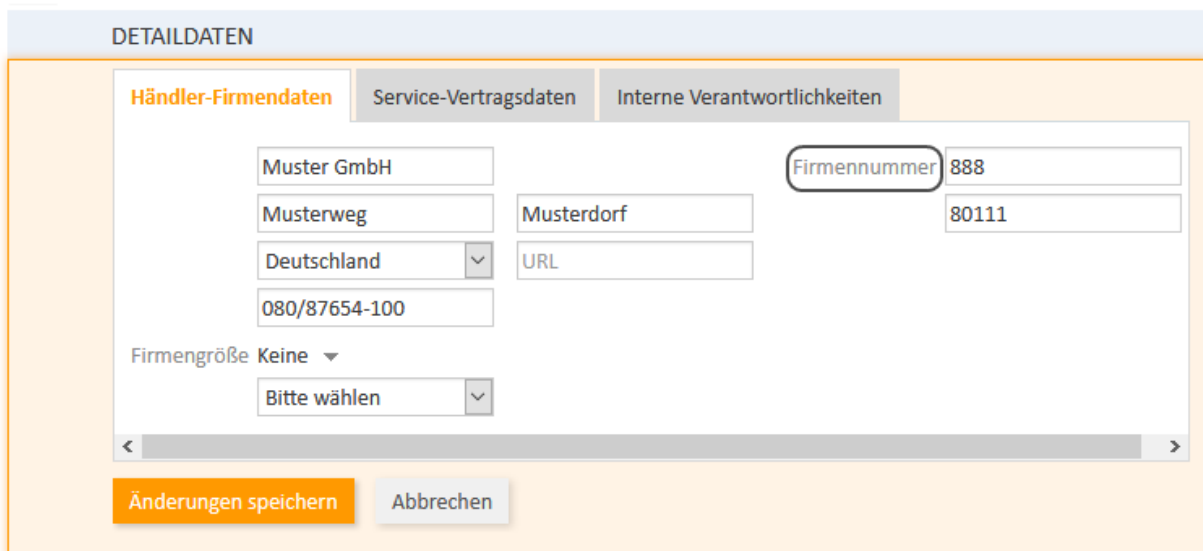 DETAILDATEN
Händler-Firmendaten Service-Vertragsdaten Interne Verantwortlichkeiten
Muster GmbH Firmennummer 888
Musterweg Musterdorf 80111
Deutschland URL
080/87654-100
Firmengröße Keine
Bitte wählen
Änderungen speichern Abbrechen